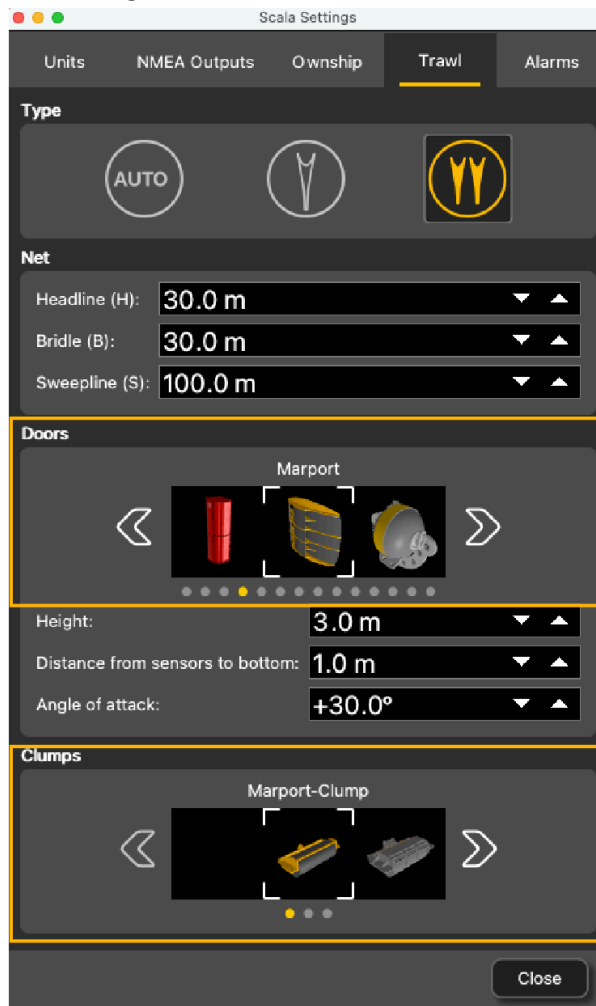 Scala Settings
Units NMEA Outputs Ownship Trawl Alarms
Type
AUTO
Net
Headline (H): 30.0 m
Bridle (B): 30.0 m
Sweepline (S): 100.0 m
Doors
Marport
Height: 3.0 m
Distance from sensors to bottom: 1.0 m
Angle of attack: +30.0º
Clumps
Marport-Clump
Close